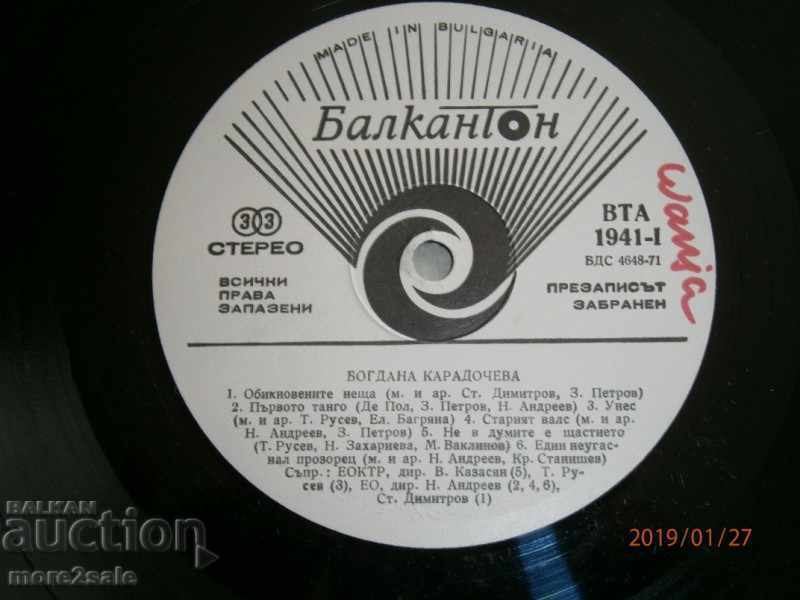 MADE IN BULGARIA
Балкантон
33
СТЕРЕО
ВСИЧКИ
ПРАВА
ЗАПАЗЕНИ
ВТА
1941-I
БДС 4648-71
ПРЕЗАПИСЪТ
ЗАБРАНЕН
Wanja
БОГДАНА КАРАДОЧЕВА
1. Обикновените неща (м. и ар. Ст. Димитров, З. Петров)
2. Първото танго (Де Пол, З. Петров, Н. Андреев) 3. Унес
(м. и ар. Т. Русев, Ел. Багряна) 4. Старият валс (м. и ар.
Н. Андреев, З. Петров) 5. Не в думите е щастието
(Т. Русев, Н. Захариева, М. Ваклинов) 6. Един неугас-
нал прозорец (м. и ар. Н. Андреев, Кр. Станишев)
Съпр.: ЕОКТР, дир. В. Казасян (5), Т. Ру-
сев (3), ЕО, дир. Н. Андреев (2, 4, 6),
Ст. Димитров (1)
2019/01/27
BALKAN
auction
more2sale